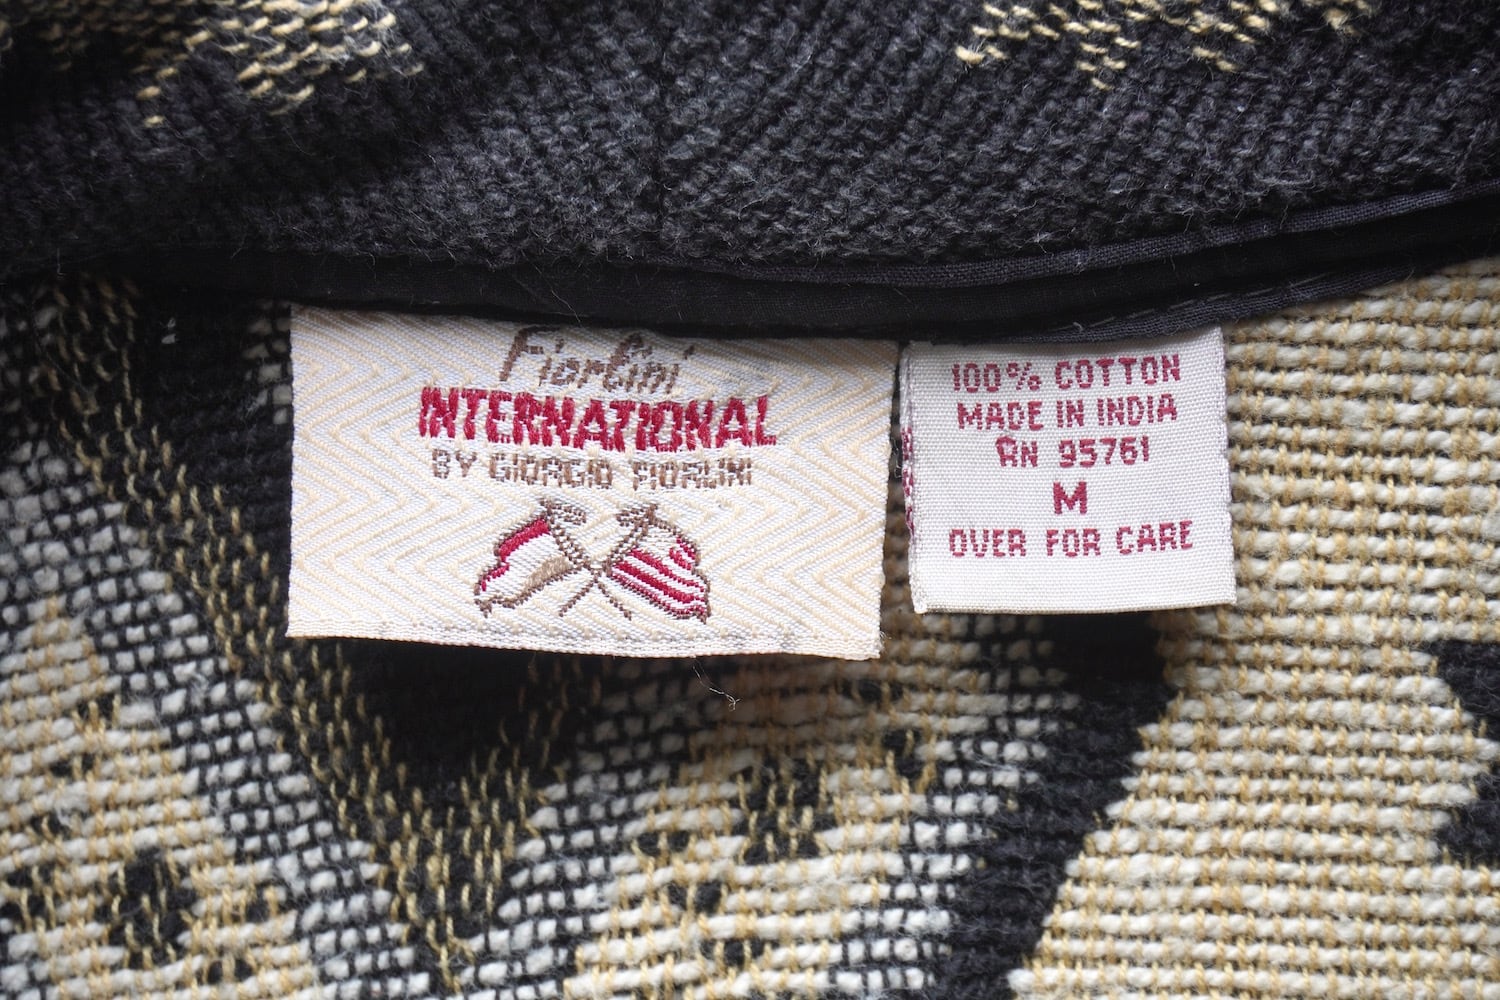 Fiorlini
INTERNATIONAL
BY GIORGIO FIORLINI
100% COTTON
MADE IN INDIA
RN 95761
M
OVER FOR CARE